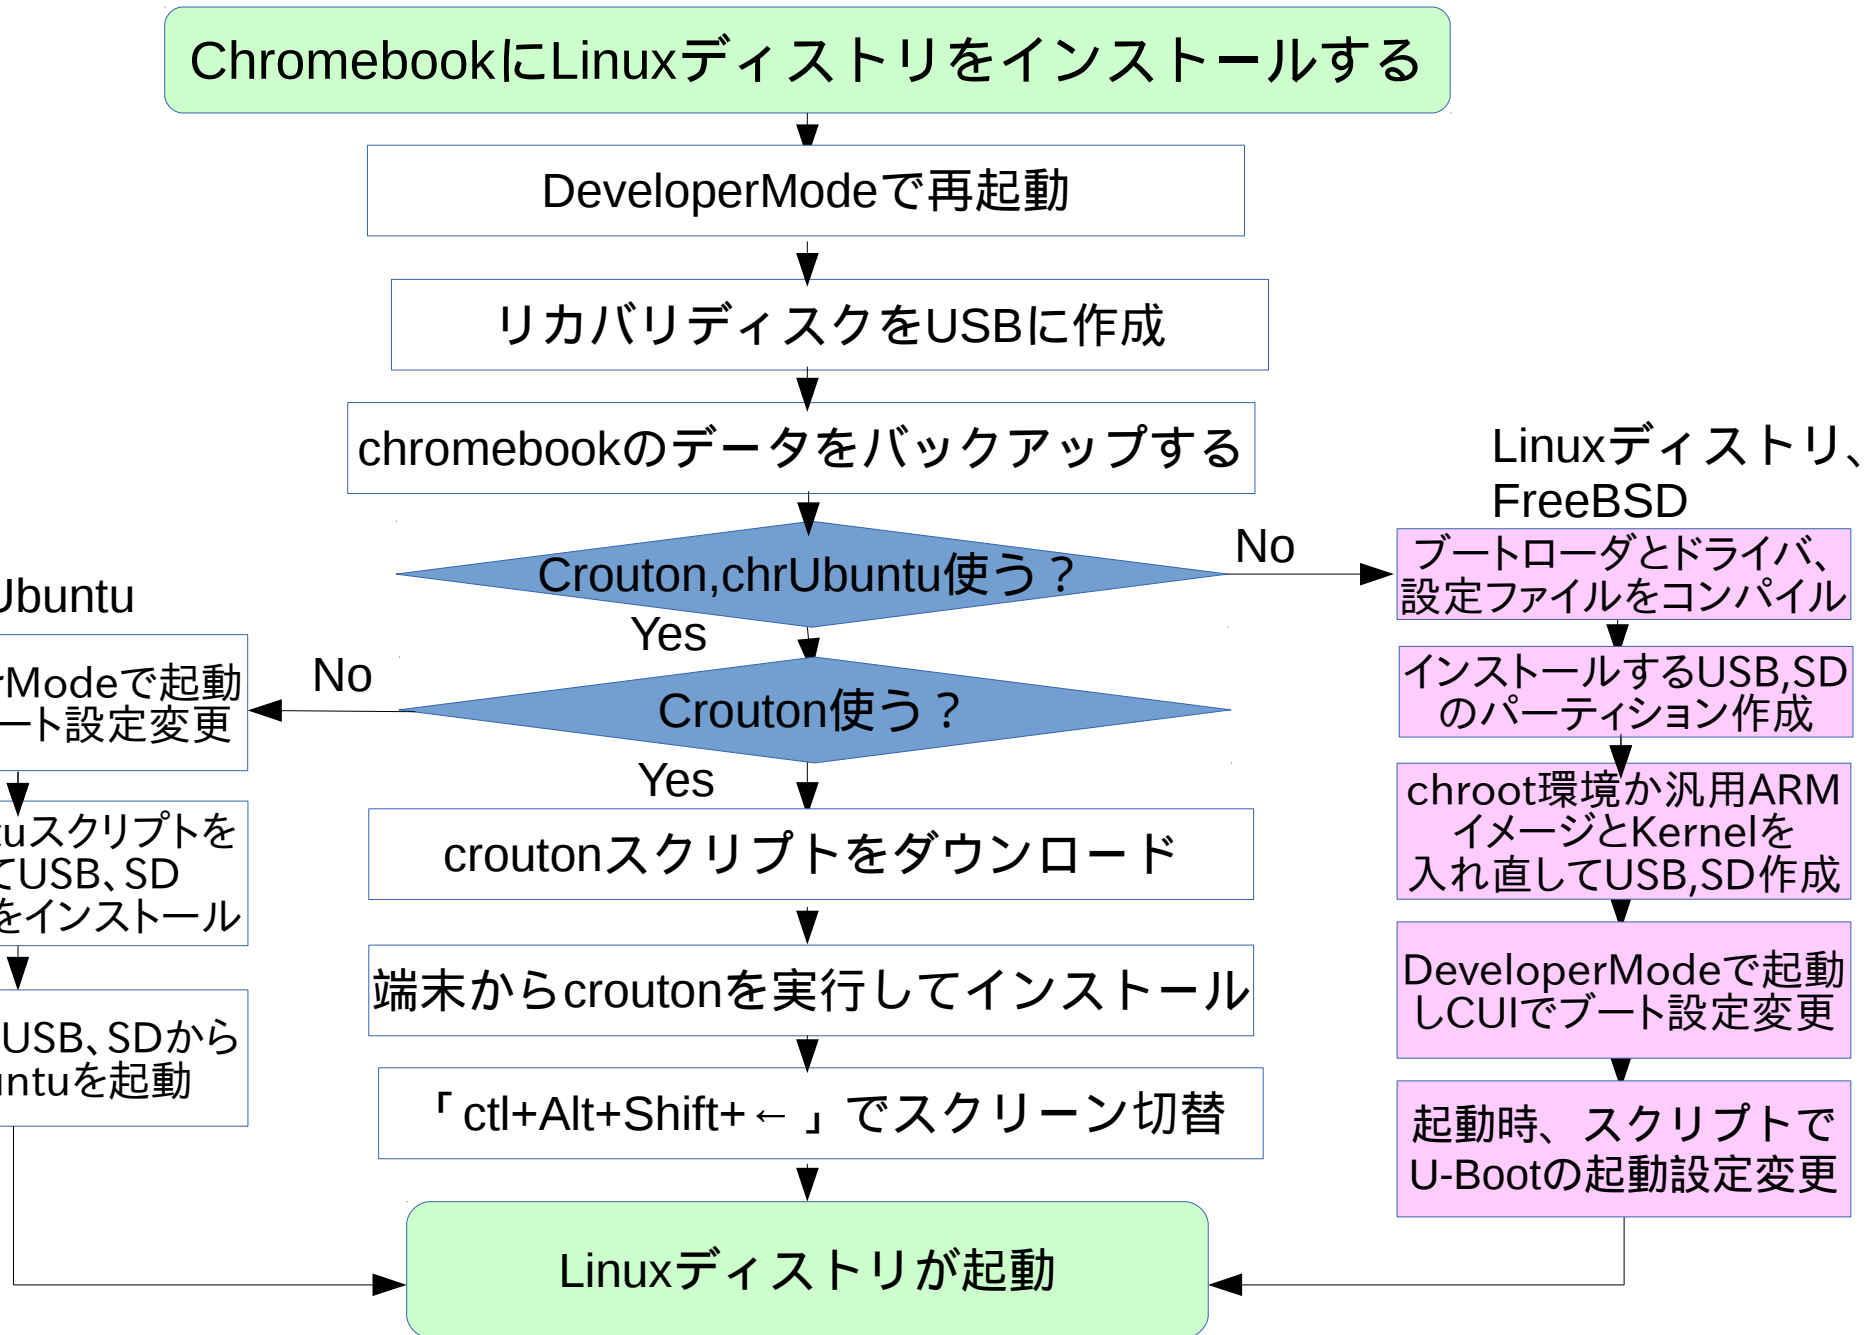 ChromebookにLinuxディストリをインストールする
DeveloperModeで再起動
リカバリディスクをUSBに作成
chromebookのデータをバックアップする
Crouton,chrUbuntu使う？
No
Yes
Crouton使う？
No
Yes
croutonスクリプトをダウンロード
端末からcroutonを実行してインストール
「ctl+Alt+Shift+←」でスクリーン切替
Linuxディストリが起動
Ubuntu
Modeで起動
ート設定変更
スクリプトを
てUSB、SD
をインストール
USB、SDから
ntuを起動
Linuxディストリ、
FreeBSD
ブートローダとドライバ、
設定ファイルをコンパイル
インストールするUSB,SD
のパーティション作成
chroot環境か汎用ARM
イメージとKernelを
入れ直してUSB,SD作成
DeveloperModeで起動
しCUIでブート設定変更
起動時、スクリプトで
U-Bootの起動設定変更